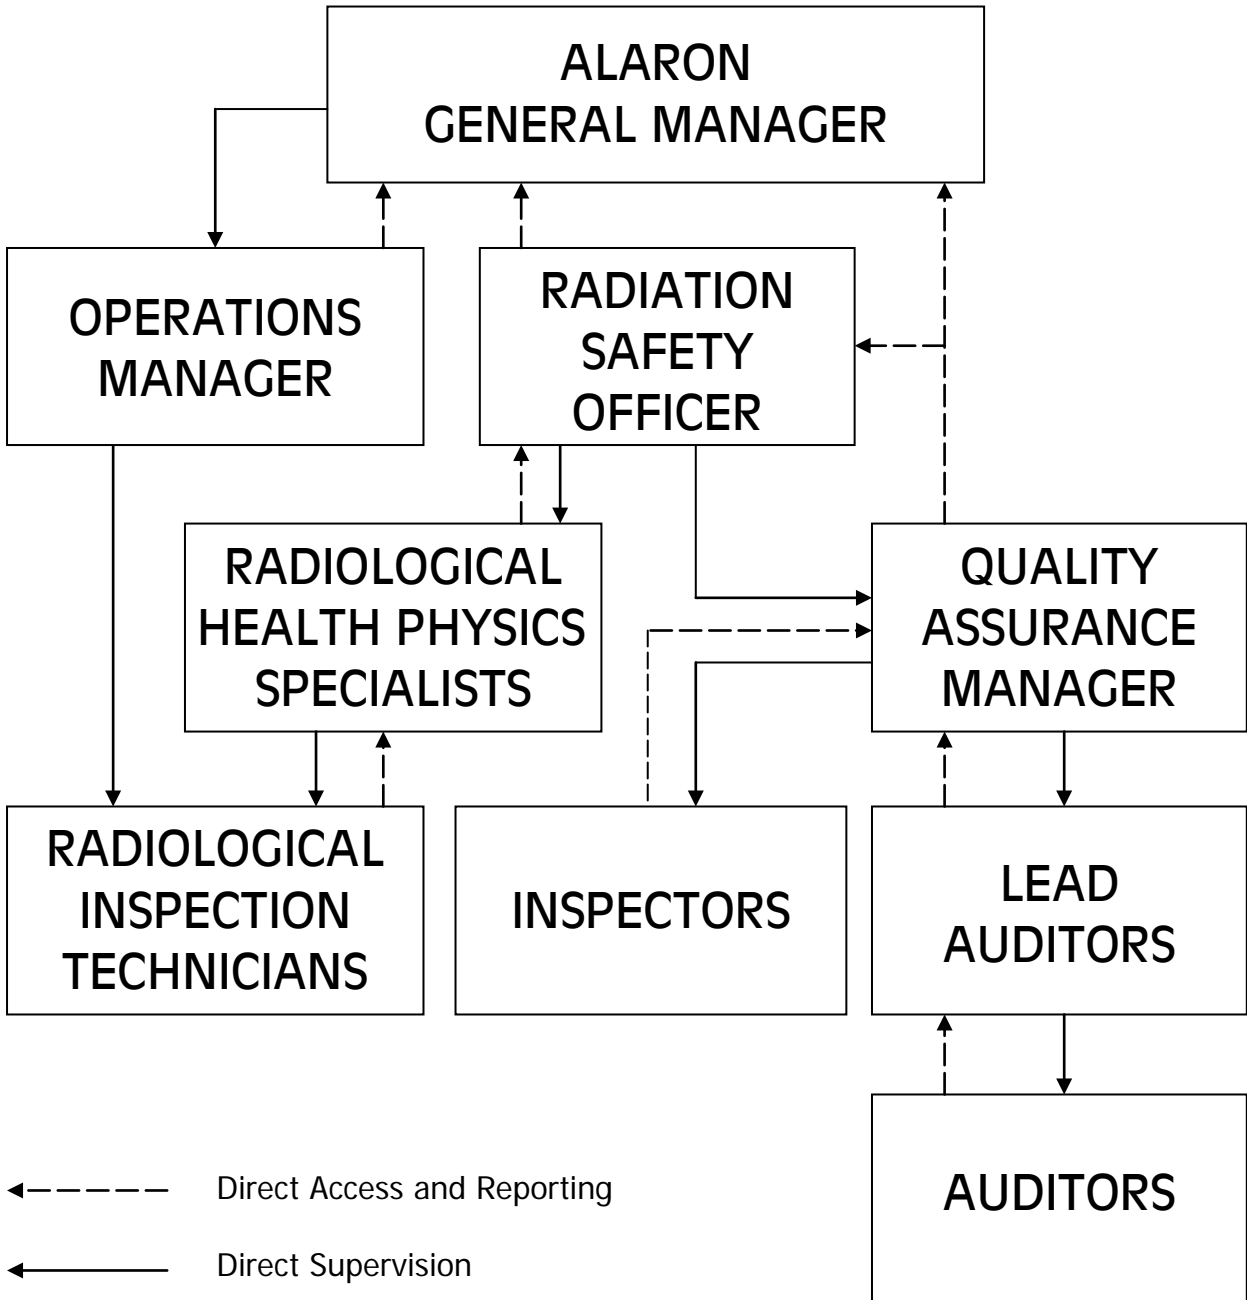 ALARON
GENERAL MANAGER
OPERATIONS
MANAGER
RADIATION
SAFETY
OFFICER
RADIOLOGICAL
HEALTH PHYSICS
SPECIALISTS
QUALITY
ASSURANCE
MANAGER
RADIOLOGICAL
INSPECTION
TECHNICIANS
INSPECTORS
LEAD
AUDITORS
AUDITORS
Direct Access and Reporting
Direct Supervision